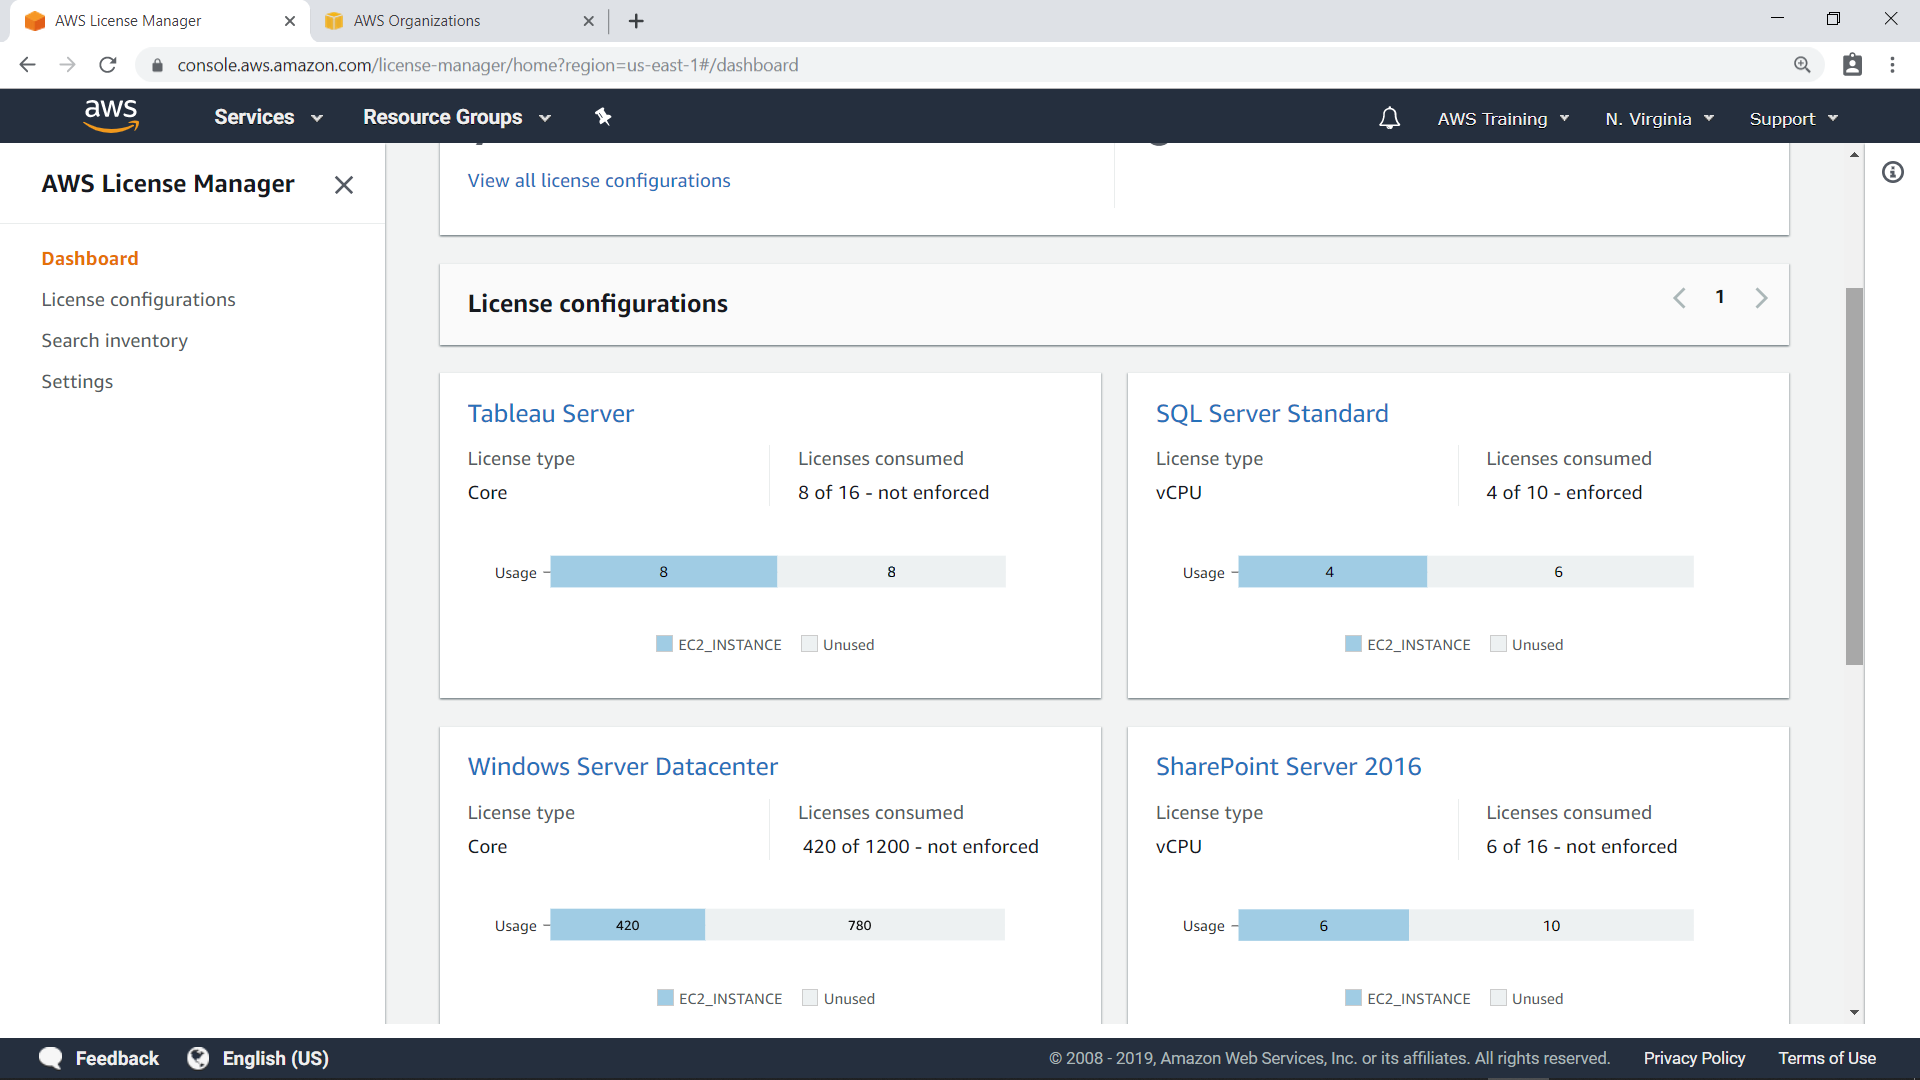 AWS License Manager
AWS Organizations
console.aws.amazon.com/license-manager/home?region=us-east-1#/dashboard
aws
Services
Resource Groups
AWS Training
N. Virginia
Support
AWS License Manager
Dashboard
License configurations
Search inventory
Settings
View all license configurations
License configurations
1
Tableau Server
License type
Core
Licenses consumed
8 of 16 - not enforced
Usage
8
8
EC2_INSTANCE
Unused
SQL Server Standard
License type
vCPU
Licenses consumed
4 of 10 - enforced
Usage
4
6
EC2_INSTANCE
Unused
Windows Server Datacenter
License type
Core
Licenses consumed
420 of 1200 - not enforced
Usage
420
780
EC2_INSTANCE
Unused
SharePoint Server 2016
License type
vCPU
Licenses consumed
6 of 16 - not enforced
Usage
6
10
EC2_INSTANCE
Unused
Feedback
English (US)
© 2008 - 2019, Amazon Web Services, Inc. or its affiliates. All rights reserved.
Privacy Policy
Terms of Use